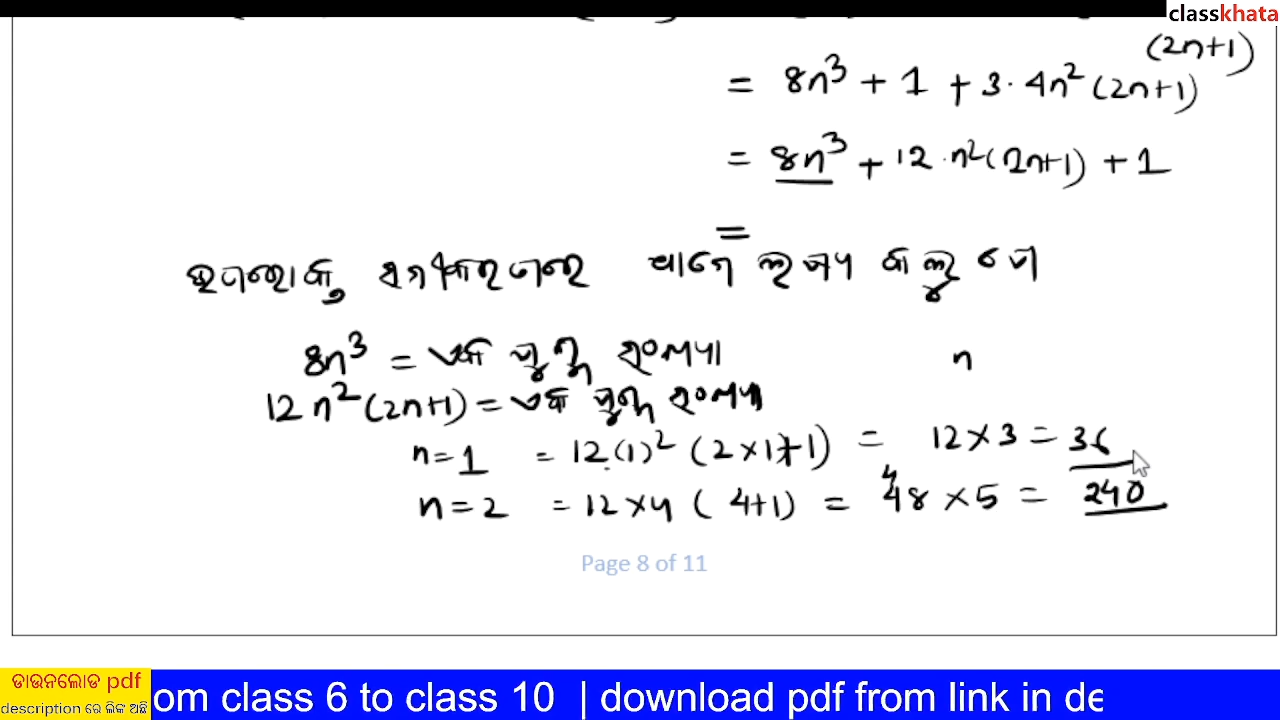 classkhata
(2n+1)
= 8n³ + 1 + 3·4n² (2n+1)
= 8n³ + 12·n²(2n+1) + 1
=
8n³ = ଏକ ଯୁଗ୍ମ ସଂଖ୍ୟା n
12n²(2n+1) = ଏକ ଯୁଗ୍ମ ସଂଖ୍ୟା
n=1 = 12.(1)² (2×1+1) = 12×3 = 36
n=2 = 12×4 (4+1) = 48×5 = 240
Page 8 of 11
ଡାଉନଲୋଡ pdf
description ରେ ଲିଙ୍କ ଅଛି
om class 6 to class 10 | download pdf from link in de